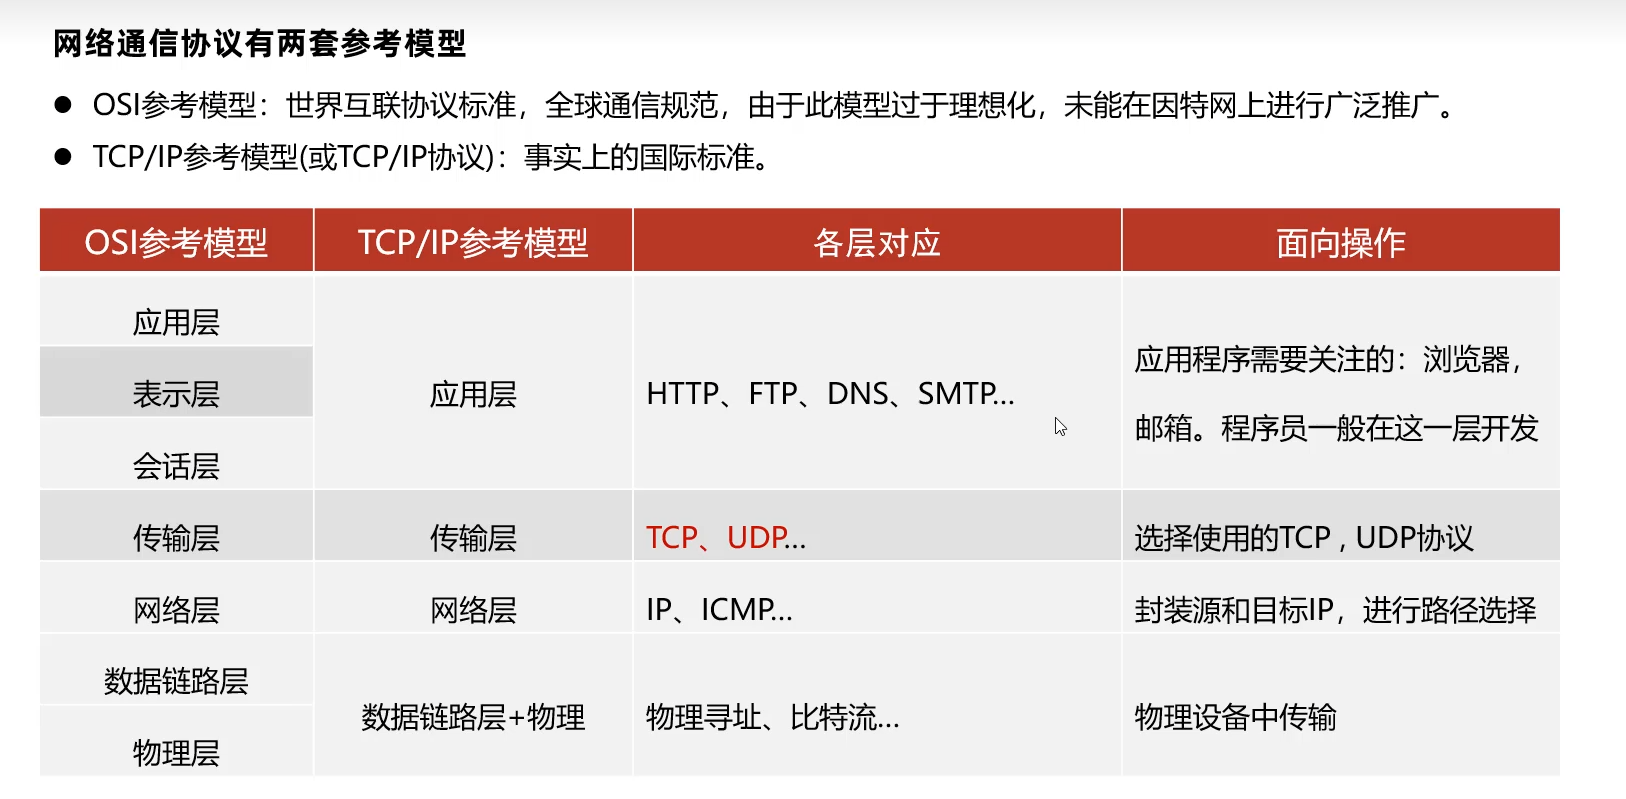 网络通信协议有两套参考模型
● OSI参考模型：世界互联协议标准，全球通信规范，由于此模型过于理想化，未能在因特网上进行广泛推广。
● TCP/IP参考模型(或TCP/IP协议)：事实上的国际标准。
OSI参考模型 TCP/IP参考模型 各层对应 面向操作
应用层
表示层
会话层
应用层
HTTP、FTP、DNS、SMTP...
应用程序需要关注的：浏览器，
邮箱。程序员一般在这一层开发
传输层 传输层 TCP、UDP... 选择使用的TCP , UDP协议
网络层 网络层 IP、ICMP... 封装源和目标IP，进行路径选择
数据链路层
物理层
数据链路层+物理
物理寻址、比特流...
物理设备中传输